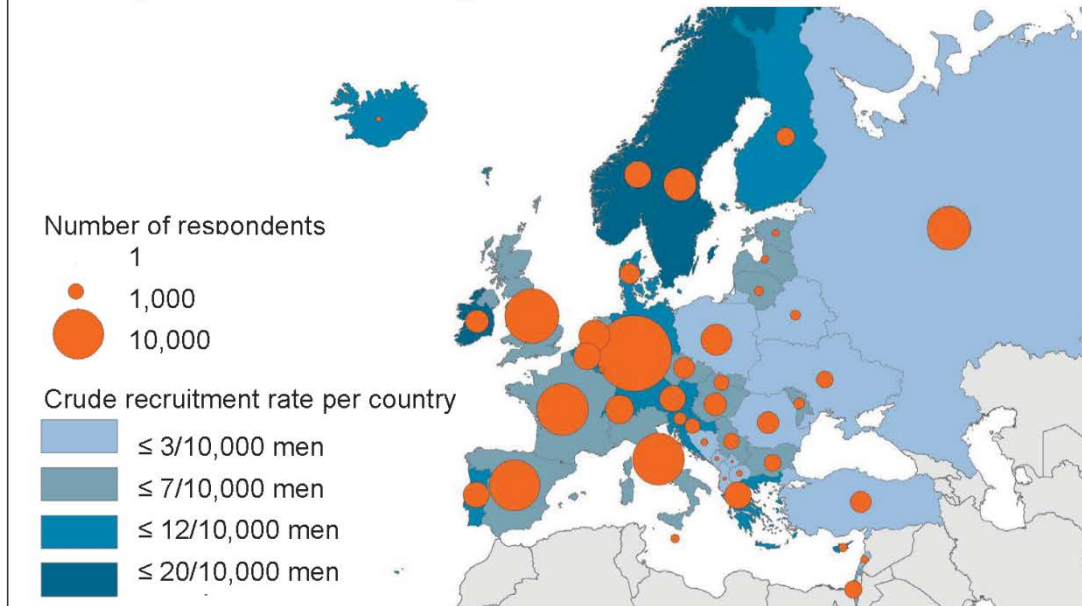 Number of respondents
1
1,000
10,000
Crude recruitment rate per country
≤ 3/10,000 men
≤ 7/10,000 men
≤ 12/10,000 men
≤ 20/10,000 men